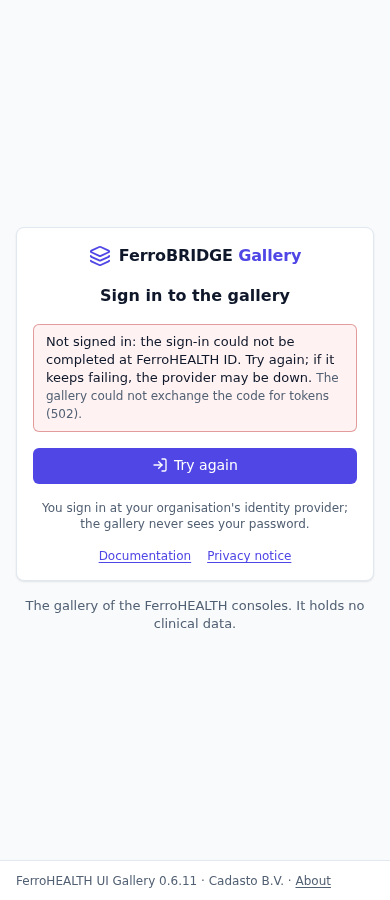 FerroBRIDGE Gallery
Sign in to the gallery
Not signed in: the sign-in could not be
completed at FerroHEALTH ID. Try again; if it
keeps failing, the provider may be down. The
gallery could not exchange the code for tokens
(502).
Try again
You sign in at your organisation's identity provider;
the gallery never sees your password.
Documentation Privacy notice
The gallery of the FerroHEALTH consoles. It holds no
clinical data.
FerroHEALTH UI Gallery 0.6.11 · Cadasto B.V. · About